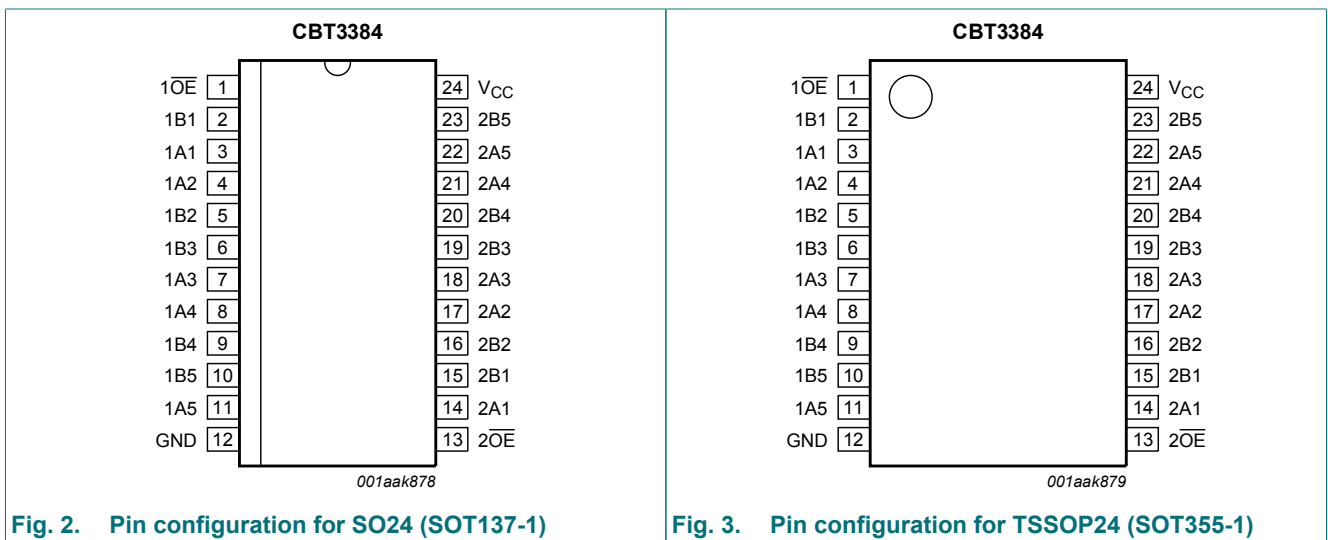 CBT3384
1O̅E̅ 1 24 VCC
1B1 2 23 2B5
1A1 3 22 2A5
1A2 4 21 2A4
1B2 5 20 2B4
1B3 6 19 2B3
1A3 7 18 2A3
1A4 8 17 2A2
1B4 9 16 2B2
1B5 10 15 2B1
1A5 11 14 2A1
GND 12 13 2O̅E̅
001aak878
Fig. 2. Pin configuration for SO24 (SOT137-1)
CBT3384
1O̅E̅ 1 24 VCC
1B1 2 23 2B5
1A1 3 22 2A5
1A2 4 21 2A4
1B2 5 20 2B4
1B3 6 19 2B3
1A3 7 18 2A3
1A4 8 17 2A2
1B4 9 16 2B2
1B5 10 15 2B1
1A5 11 14 2A1
GND 12 13 2O̅E̅
001aak879
Fig. 3. Pin configuration for TSSOP24 (SOT355-1)